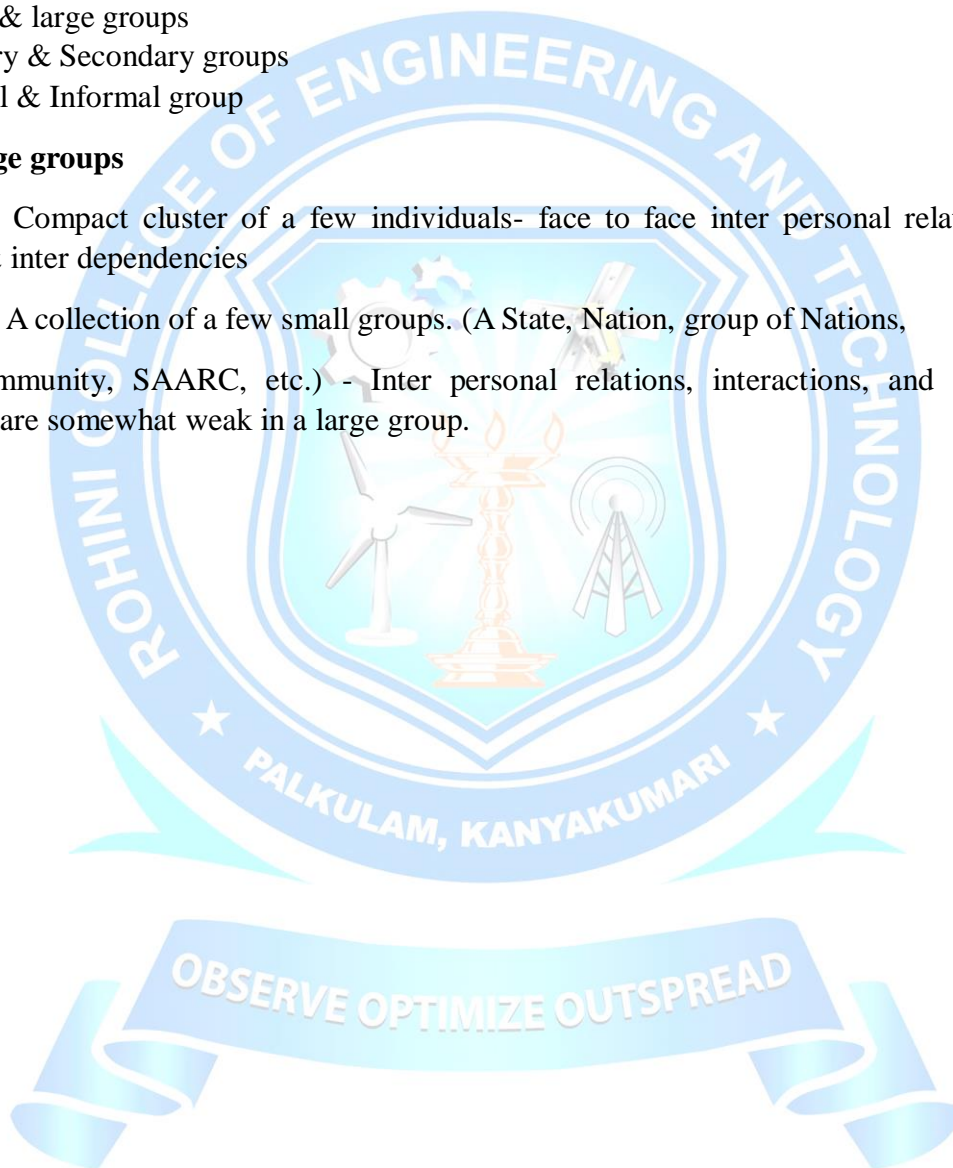 & large groups
ry & Secondary groups
l & Informal group
ge groups
Compact cluster of a few individuals- face to face inter personal rela
inter dependencies
A collection of a few small groups. (A State, Nation, group of Nations,
mmunity, SAARC, etc.) - Inter personal relations, interactions, and
are somewhat weak in a large group.
ROHINI COLLEGE OF ENGINEERING AND TECHNOLOGY
PALKULAM, KANYAKUMARI
OBSERVE OPTIMIZE OUTSPREAD